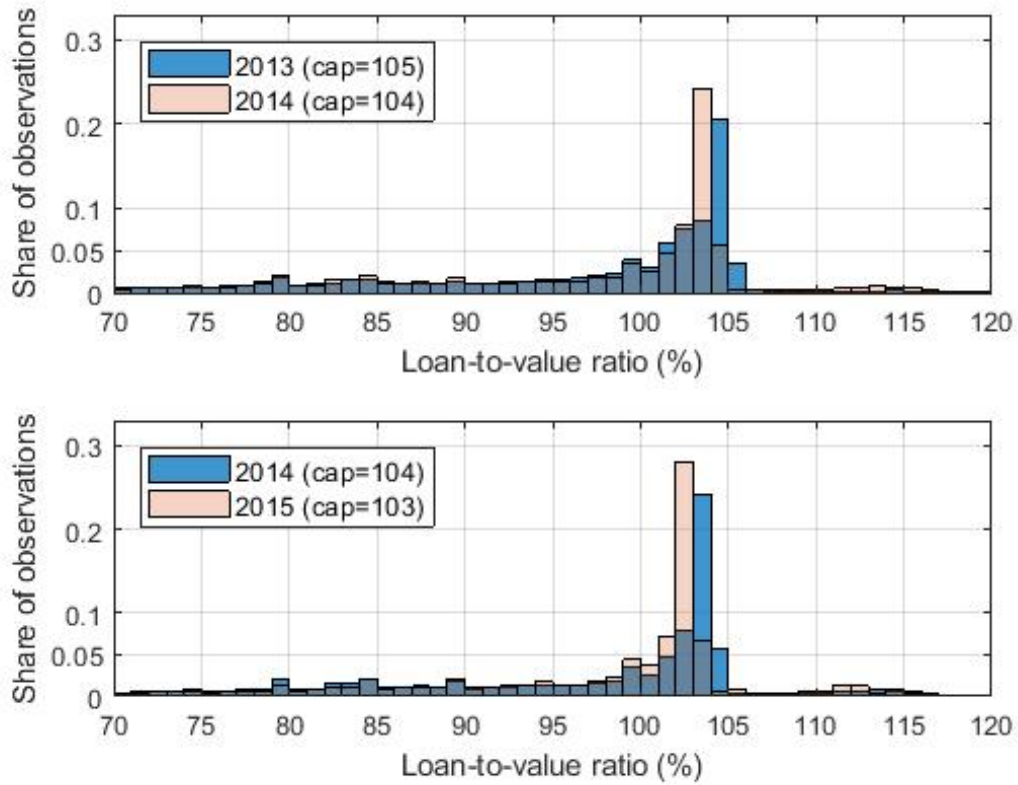 Share of observations
0.3
0.2
0.1
0.05
0
2013 (cap=105)
2014 (cap=104)
70 75 80 85 90 95 100 105 110 115 120
Loan-to-value ratio (%)
Share of observations
0.3
0.2
0.1
0.05
0
2014 (cap=104)
2015 (cap=103)
70 75 80 85 90 95 100 105 110 115 120
Loan-to-value ratio (%)